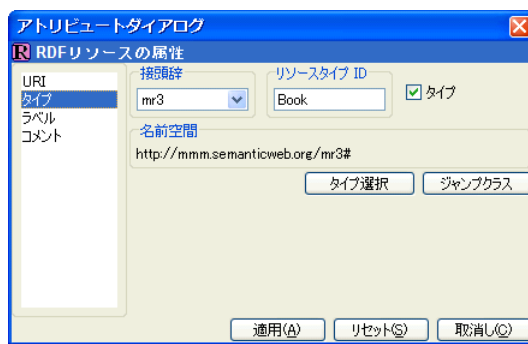 アトリビュートダイアログ
R RDFリソースの属性
URI
タイプ
ラベル
コメント
接頭辞
mr3
リソースタイプ ID
Book
タイプ
名前空間
http://mmm.semanticweb.org/mr3#
タイプ選択 ジャンプクラス
適用(A) リセット(S) 取消し(C)